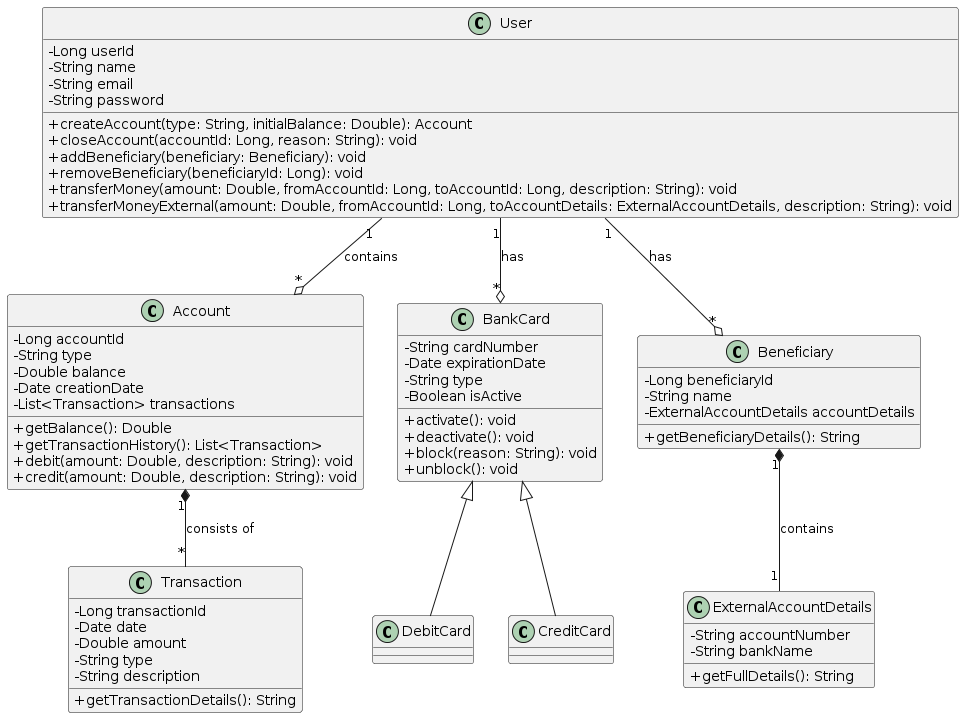 C User
-Long userId
-String name
-String email
-String password
+createAccount(type: String, initialBalance: Double): Account
+closeAccount(accountId: Long, reason: String): void
+addBeneficiary(beneficiary: Beneficiary): void
+removeBeneficiary(beneficiaryId: Long): void
+transferMoney(amount: Double, fromAccountId: Long, toAccountId: Long, description: String): void
+transferMoneyExternal(amount: Double, fromAccountId: Long, toAccountDetails: ExternalAccountDetails, description: String): void
1
contains
*
1
has
*
1
has
*
C Account
-Long accountId
-String type
-Double balance
-Date creationDate
-List<Transaction> transactions
+getBalance(): Double
+getTransactionHistory(): List<Transaction>
+debit(amount: Double, description: String): void
+credit(amount: Double, description: String): void
C BankCard
-String cardNumber
-Date expirationDate
-String type
-Boolean isActive
+activate(): void
+deactivate(): void
+block(reason: String): void
+unblock(): void
C Beneficiary
-Long beneficiaryId
-String name
-ExternalAccountDetails accountDetails
+getBeneficiaryDetails(): String
1
consists of
*
1
contains
1
C Transaction
-Long transactionId
-Date date
-Double amount
-String type
-String description
+getTransactionDetails(): String
C DebitCard
C CreditCard
C ExternalAccountDetails
-String accountNumber
-String bankName
+getFullDetails(): String